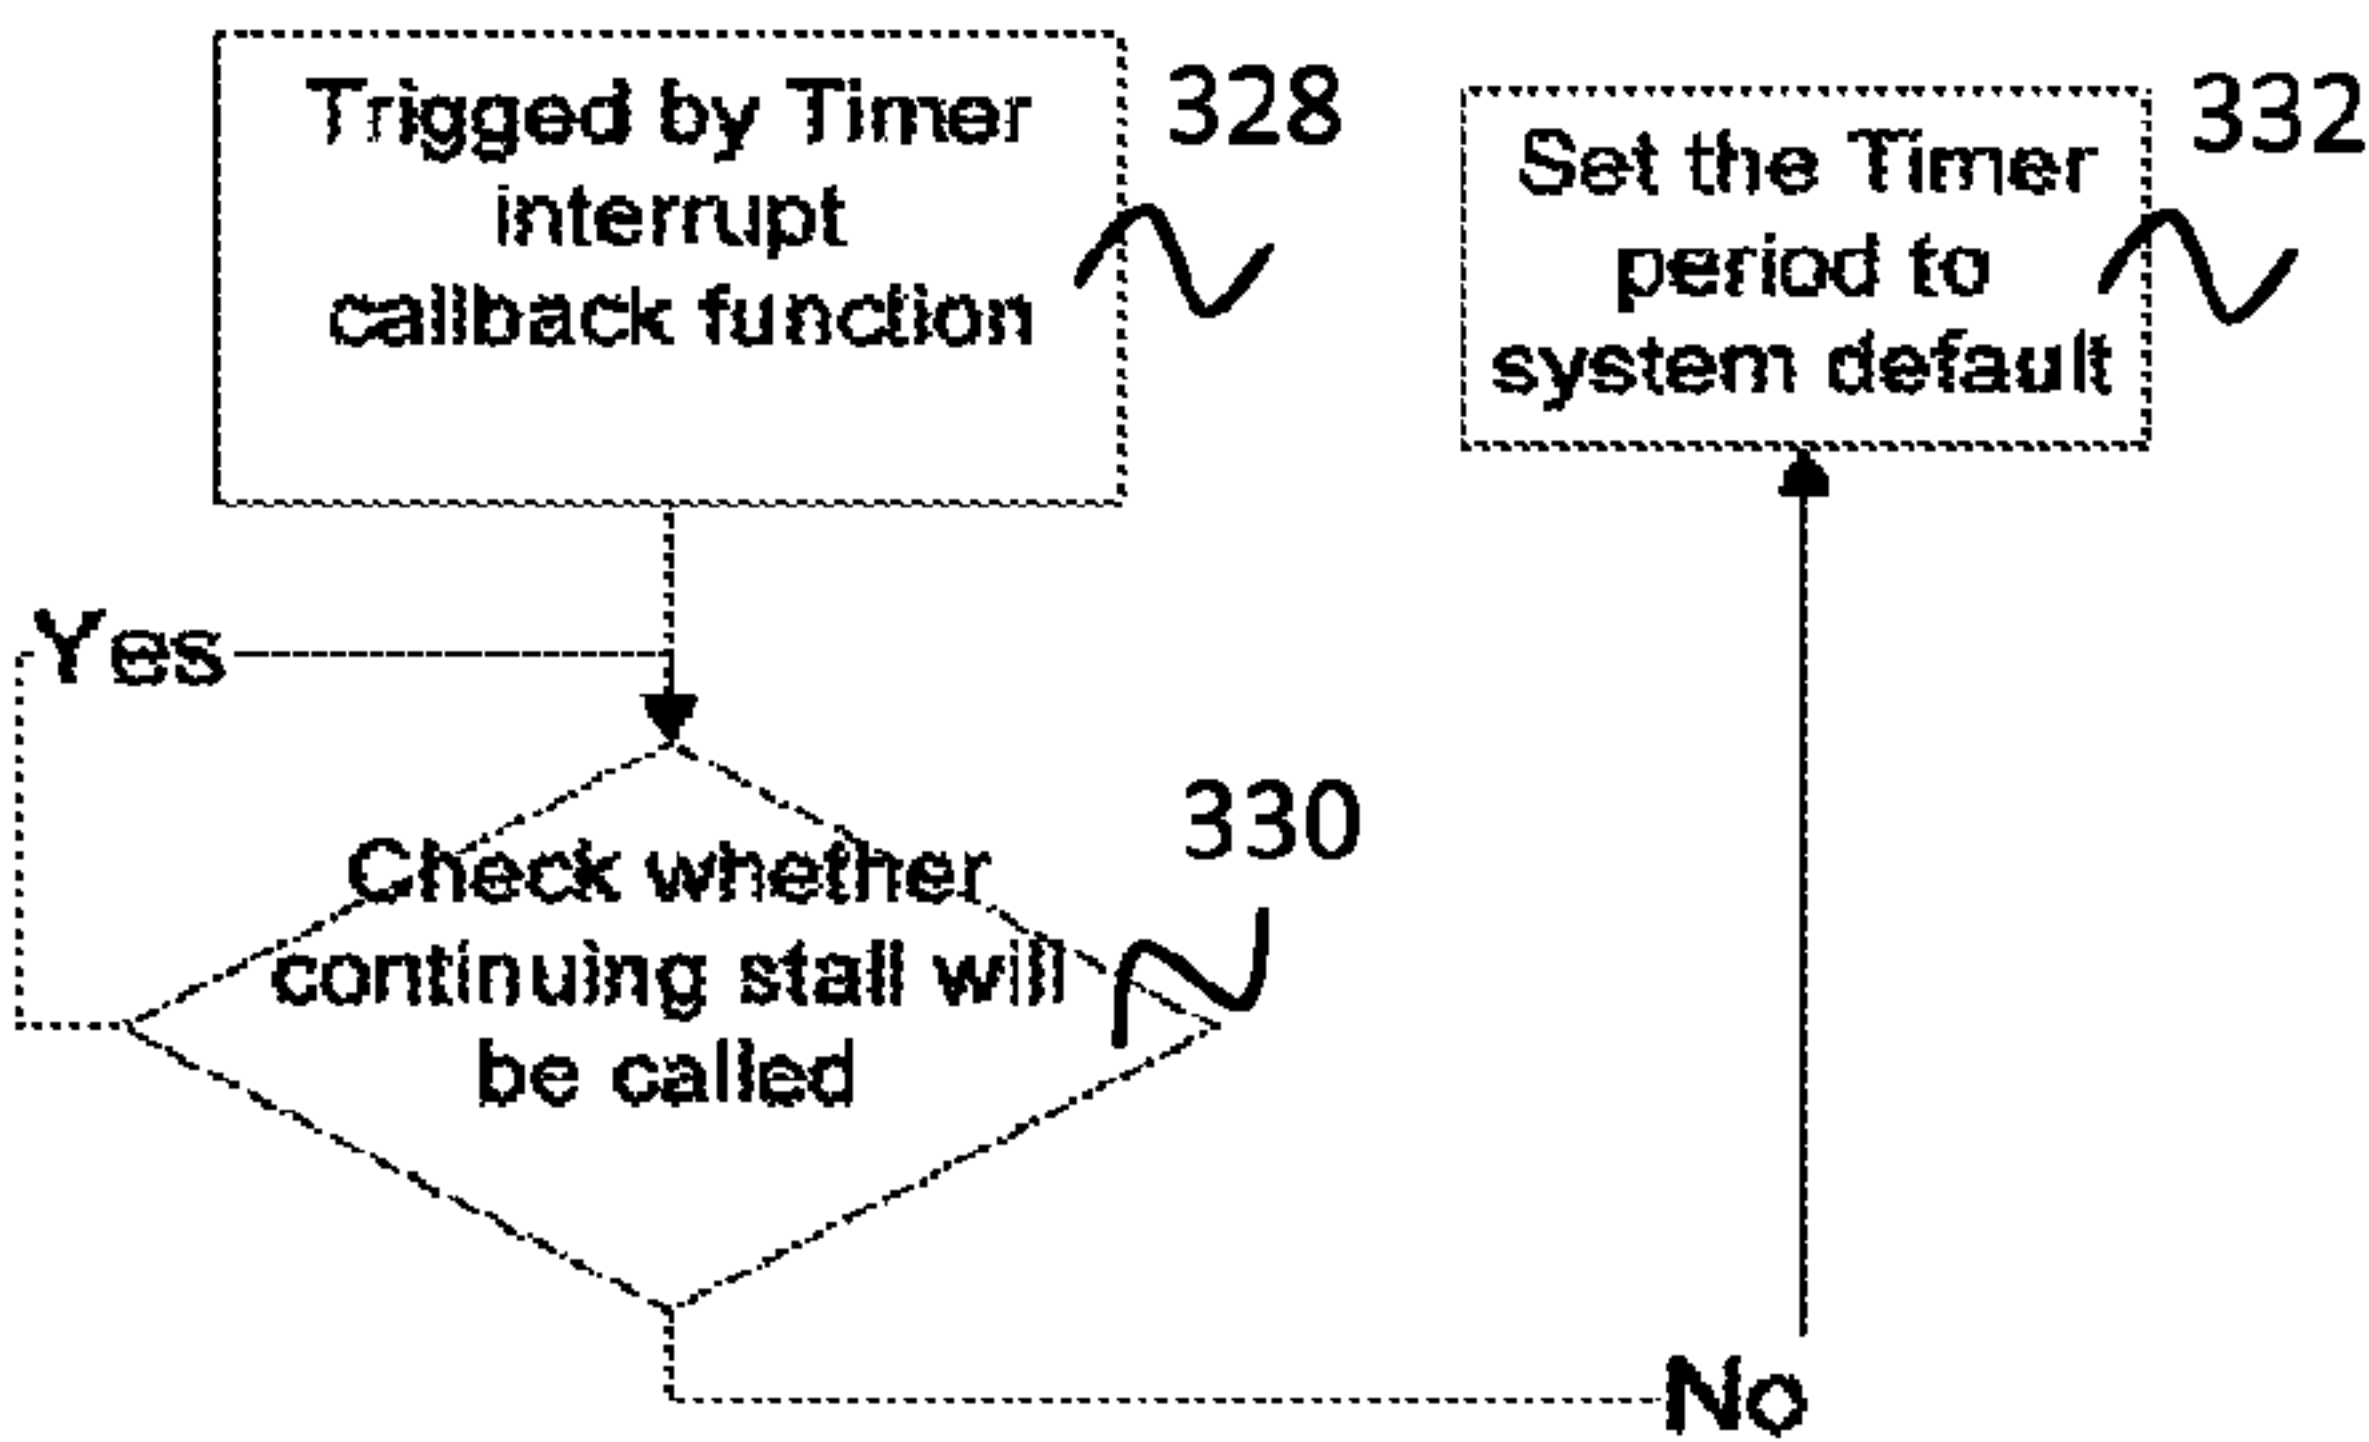 Trigged by Timer
interrupt
callback function
328
Set the Timer
period to
system default
332
Yes
Check whether
continuing stall will
be called
330
No